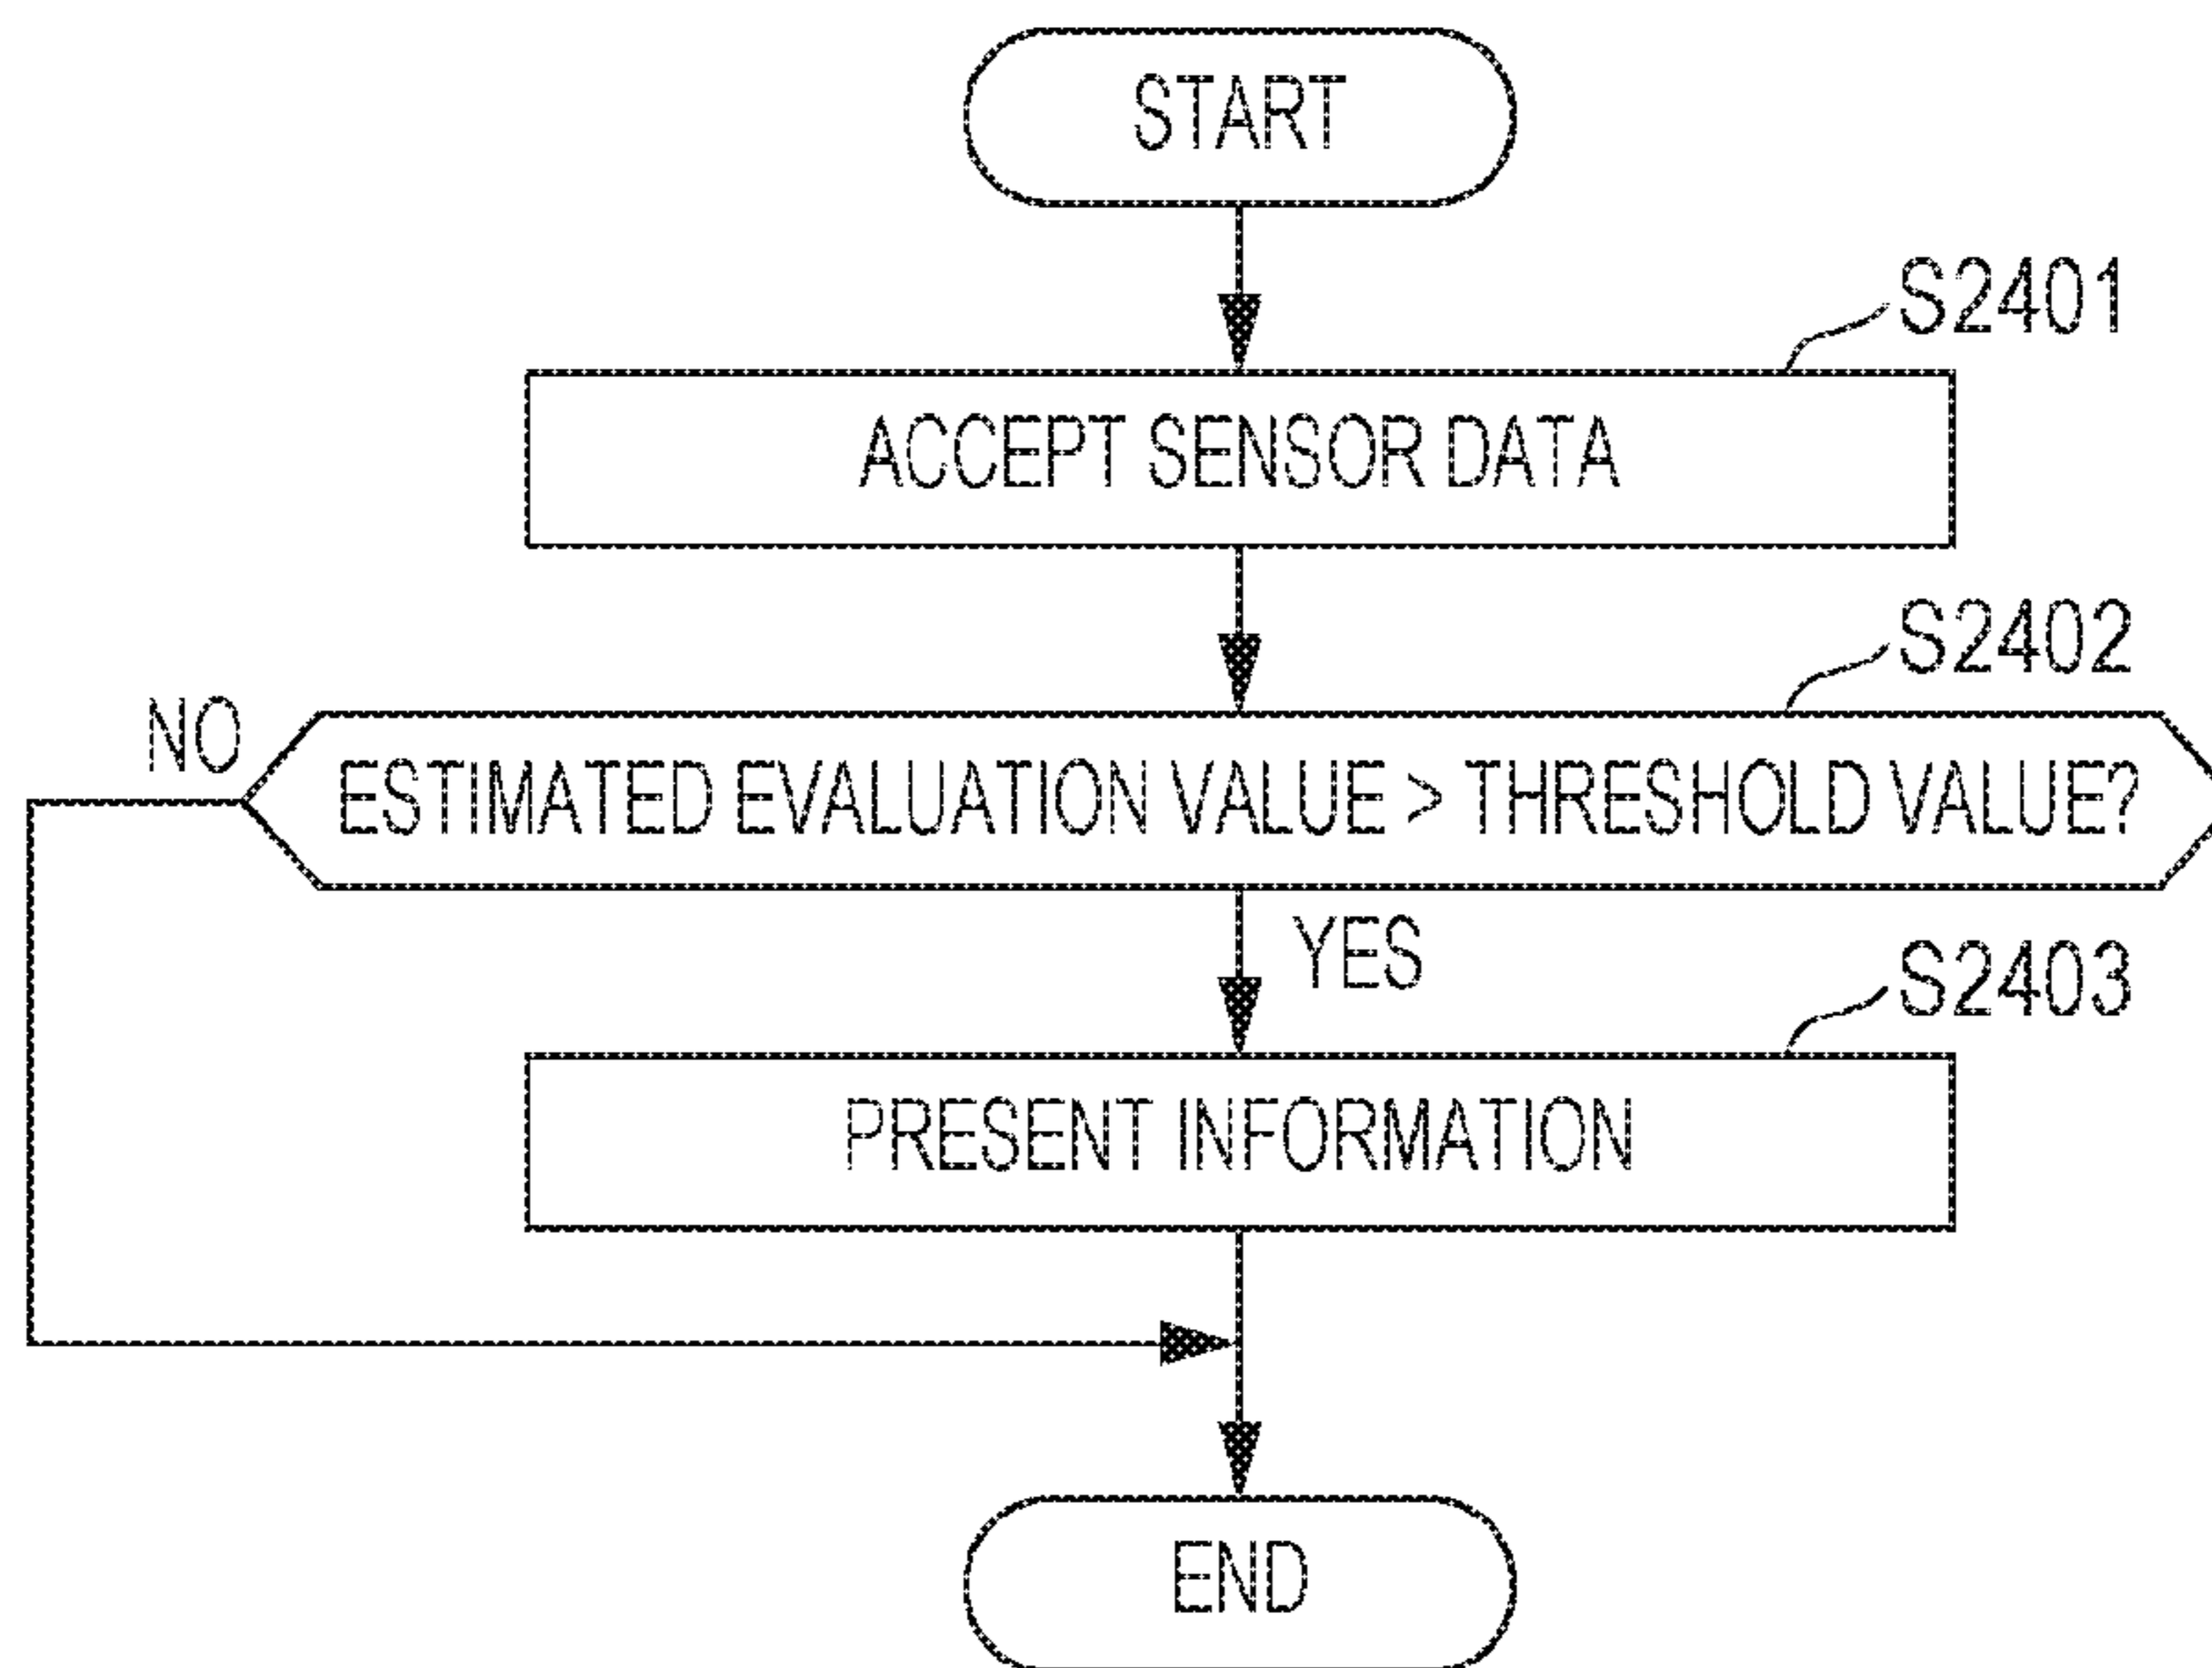 START
S2401
ACCEPT SENSOR DATA
S2402
NO
ESTIMATED EVALUATION VALUE > THRESHOLD VALUE?
YES
S2403
PRESENT INFORMATION
END